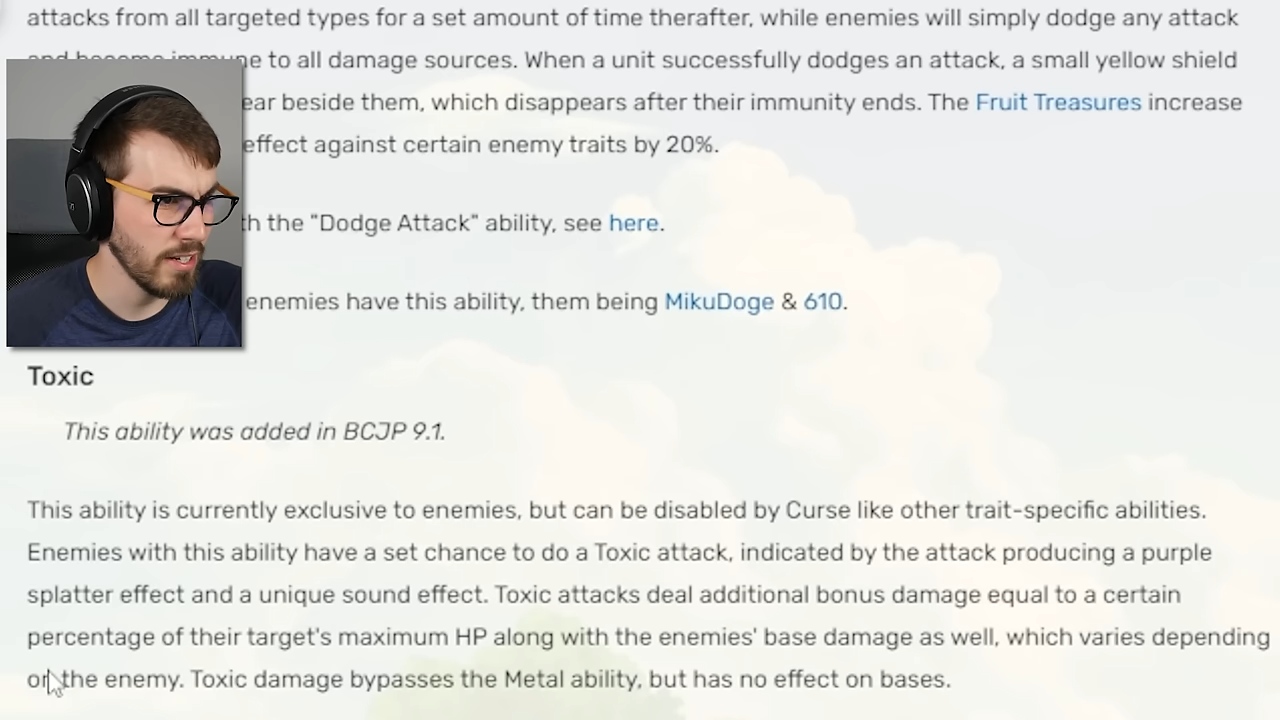 attacks from all targeted types for a set amount of time therafter, while enemies will simply dodge any attack
and become immune to all damage sources. When a unit successfully dodges an attack, a small yellow shield
ear beside them, which disappears after their immunity ends. The Fruit Treasures increase
effect against certain enemy traits by 20%.
th the "Dodge Attack" ability, see here.
enemies have this ability, them being MikuDoge & 610.
Toxic
This ability was added in BCJP 9.1.
This ability is currently exclusive to enemies, but can be disabled by Curse like other trait-specific abilities.
Enemies with this ability have a set chance to do a Toxic attack, indicated by the attack producing a purple
splatter effect and a unique sound effect. Toxic attacks deal additional bonus damage equal to a certain
percentage of their target's maximum HP along with the enemies' base damage as well, which varies depending
on the enemy. Toxic damage bypasses the Metal ability, but has no effect on bases.